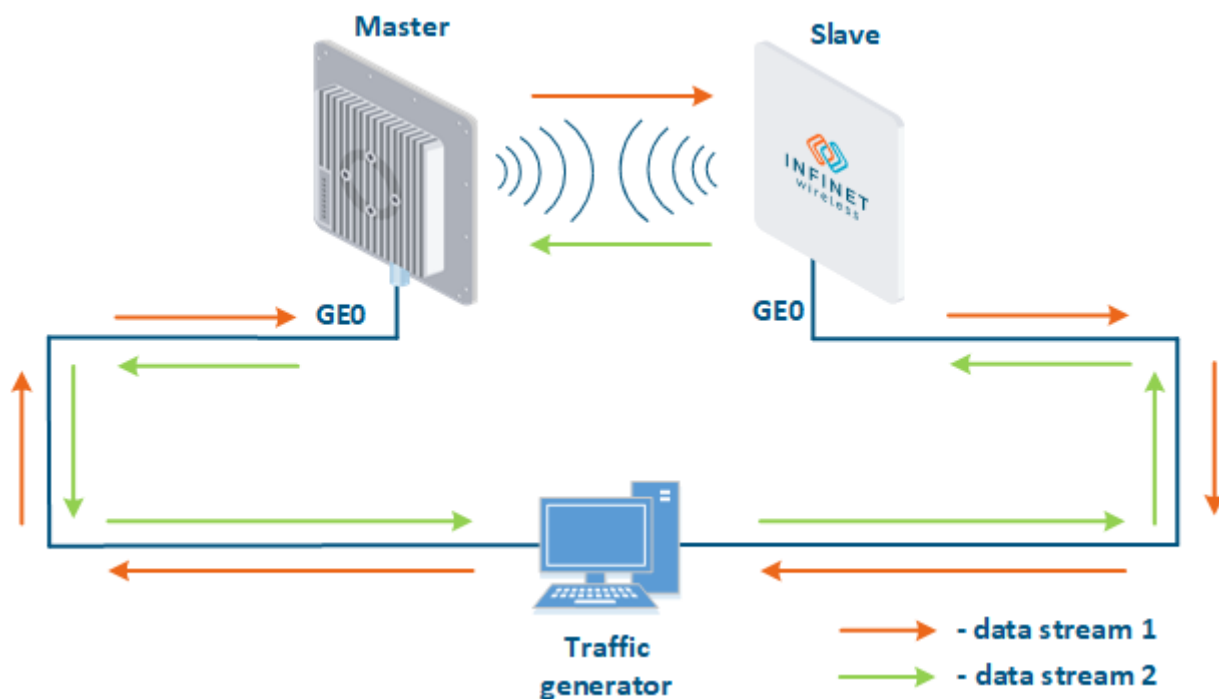 Master
Slave
INFINET
wireless
GE0
GE0
Traffic
generator
- data stream 1
- data stream 2